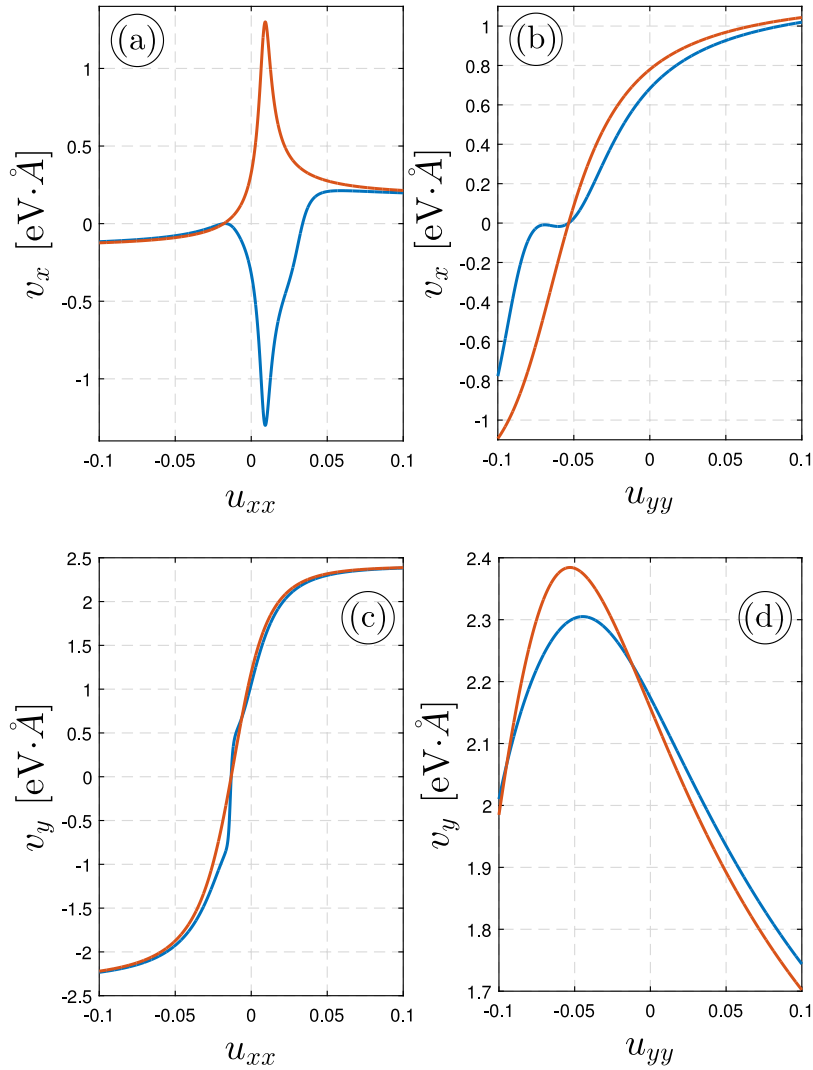 (a)
1
0.5
0
-0.5
-1
v_x [eV·Å]
-0.1 -0.05 0 0.05 0.1
u_xx
(b)
1
0.8
0.6
0.4
0.2
0
-0.2
-0.4
-0.6
-0.8
-1
v_x [eV·Å]
-0.1 -0.05 0 0.05 0.1
u_yy
(c)
2.5
2
1.5
1
0.5
0
-0.5
-1
-1.5
-2
-2.5
v_y [eV·Å]
-0.1 -0.05 0 0.05 0.1
u_xx
(d)
2.4
2.3
2.2
2.1
2
1.9
1.8
1.7
v_y [eV·Å]
-0.1 -0.05 0 0.05 0.1
u_yy